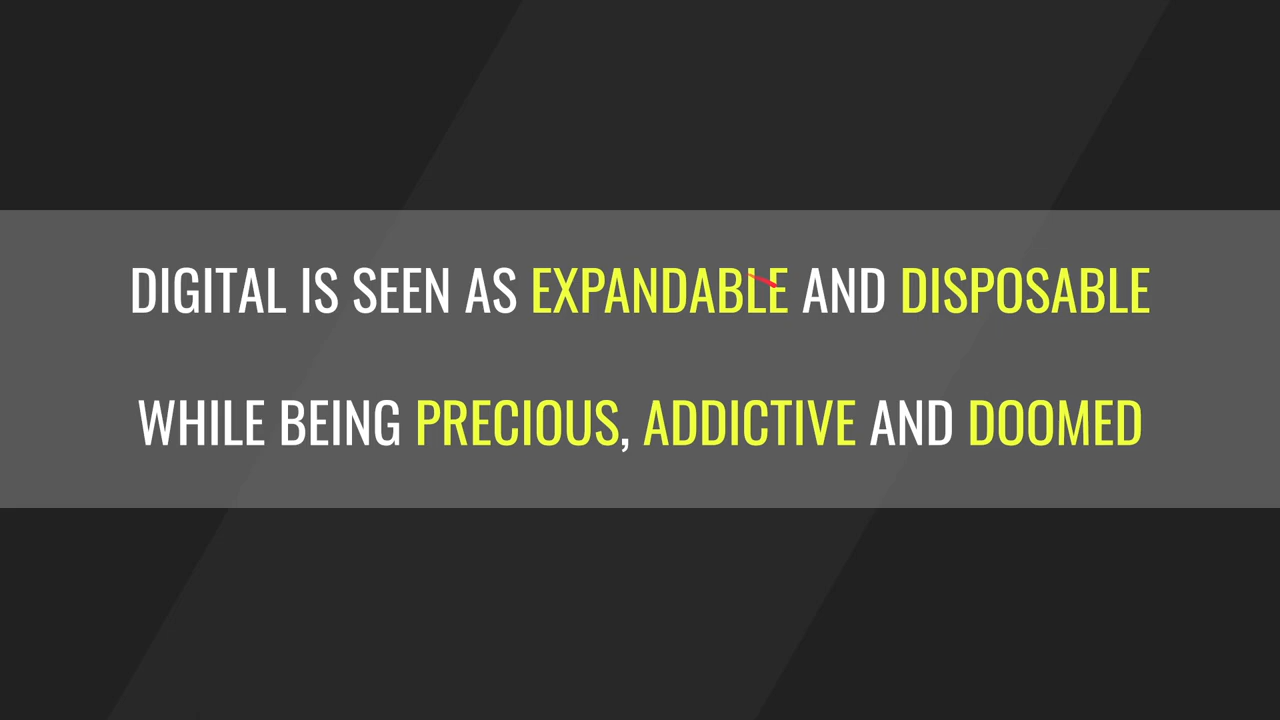 DIGITAL IS SEEN AS EXPANDABLE AND DISPOSABLE
WHILE BEING PRECIOUS, ADDICTIVE AND DOOMED